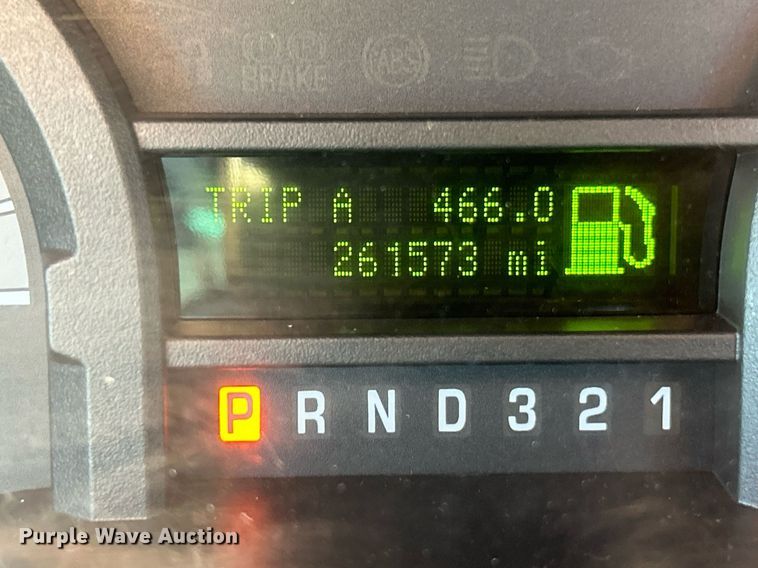 BRAKE
ABS
TRIP A 466.0
261573 mi
P R N D 3 2 1
Purple Wave Auction®